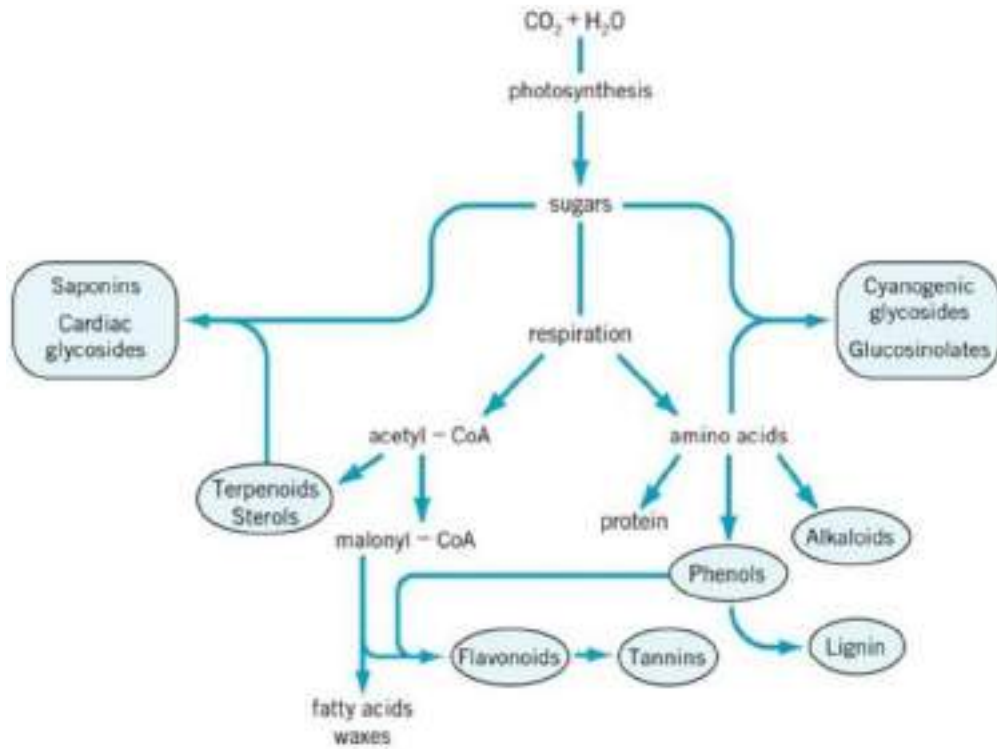 CO₂ + H₂O
photosynthesis
sugars
Saponins
Cardiac
glycosides
Cyanogenic
glycosides
Glucosinolates
respiration
acetyl – CoA
amino acids
Terpenoids
Sterols
protein
Alkaloids
malonyl – CoA
Phenols
Flavonoids
Tannins
Lignin
fatty acids
waxes